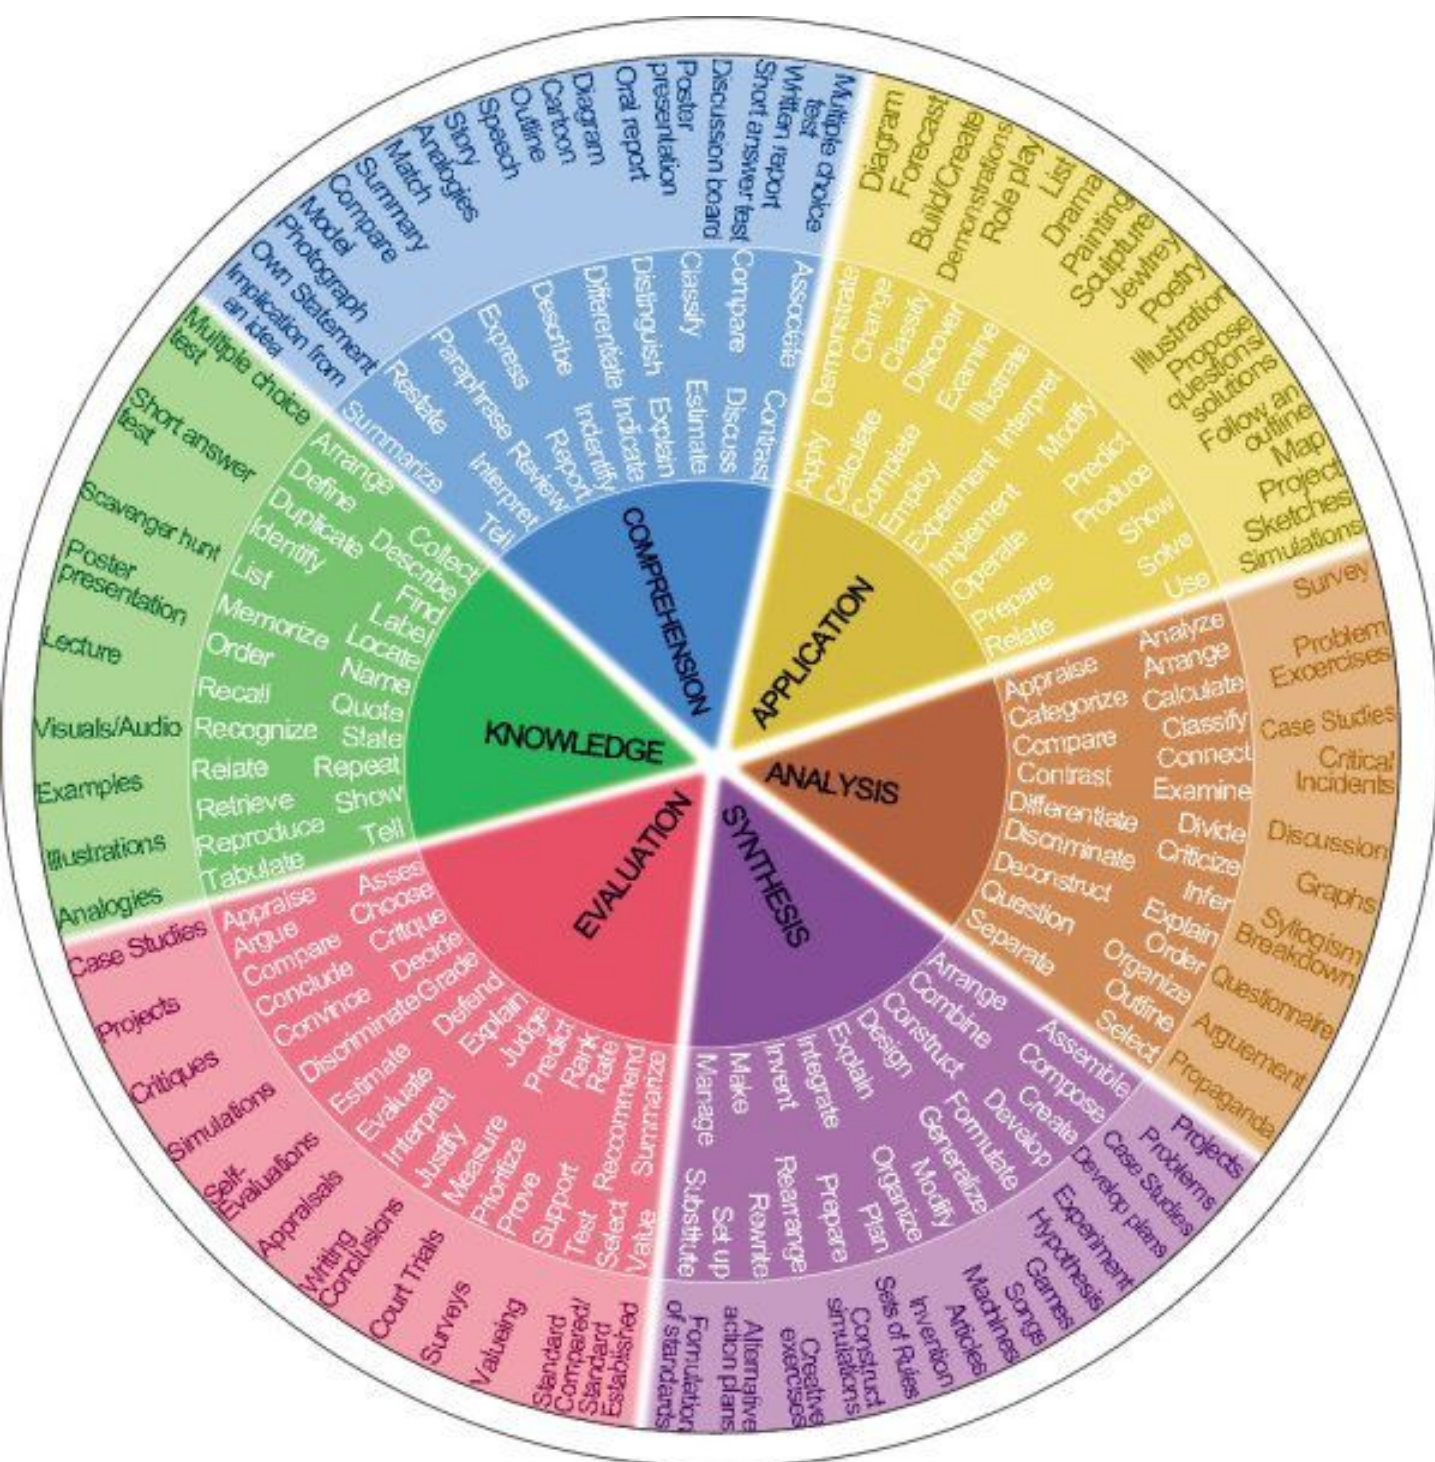 COMPREHENSION
Associate
Compare
Classify
Distinguish
Differentiate
Describe
Express
Paraphrase
Restate
Summarize
Contrast
Discuss
Estimate
Explain
Indicate
Indentify
Report
Review
Interpret
Tell
Multiple choice
test
Written report
Short answer test
Discussion board
Poster
presentation
Oral report
Diagram
Cartoon
Outline
Speech
Story
Analogies
Match
Summary
Compare
Model
Photograph
Own Statement
Implication from
an idea
APPLICATION
Demonstrate
Change
Classify
Discover
Examine
Illustrate
Interpret
Modify
Predict
Produce
Show
Solve
Use
Apply
Calculate
Complete
Employ
Experiment
Implement
Operate
Prepare
Relate
Diagram
Forecast
Build/Create
Demonstrations
Role play
List
Drama
Painting
Sculpture
Jewlrey
Poetry
Illustration
Propose
questions/
solutions
Follow an
outline
Map
Project
Sketches
Simulations
ANALYSIS
Appraise
Categorize
Compare
Contrast
Differentiate
Discriminate
Deconstruct
Question
Separate
Analyze
Arrange
Calculate
Classify
Connect
Examine
Divide
Criticize
Infer
Explain
Order
Organize
Outline
Select
Survey
Problem
Excercises
Case Studies
Critical
Incidents
Discussion
Graphs
Syllogism
Breakdown
Questionnaire
Arguement
Propaganda
SYNTHESIS
Arrange
Combine
Construct
Design
Explain
Integrate
Invent
Make
Manage
Assemble
Compose
Create
Develop
Formulate
Generalize
Modify
Organize
Plan
Prepare
Rearrange
Rewrite
Set up
Substitute
Projects
Problems
Case Studies
Develop plans
Experiment
Hypothesis
Games
Songs
Machines
Articles
Invention
Sets of Rules
Construct
simulations
Creative
exercises
Alternative
action plans
Formulation
of standards
EVALUATION
Appraise
Argue
Compare
Conclude
Convince
Discriminate
Estimate
Evaluate
Interpret
Justify
Measure
Prioritize
Prove
Support
Test
Select
Value
Asses
Choose
Critque
Decide
Grade
Defend
Explain
Judge
Predict
Rank
Rate
Reccommend
Summarize
Case Studies
Projects
Critiques
Simulations
Self-
Evaluations
Appraisals
Writing
Conclusions
Court Trials
Surveys
Valueing
Standard
Compared/
Standard
Established
KNOWLEDGE
Arrange
Define
Duplicate
Identify
List
Memorize
Order
Recall
Recognize
Relate
Retrieve
Reproduce
Tabulate
Collect
Describe
Find
Label
Locate
Name
Quote
State
Repeat
Show
Tell
Multiple choice
test
Short answer
test
Scavenger hunt
Poster
presentation
Lecture
Visuals/Audio
Examples
Illustrations
Analogies